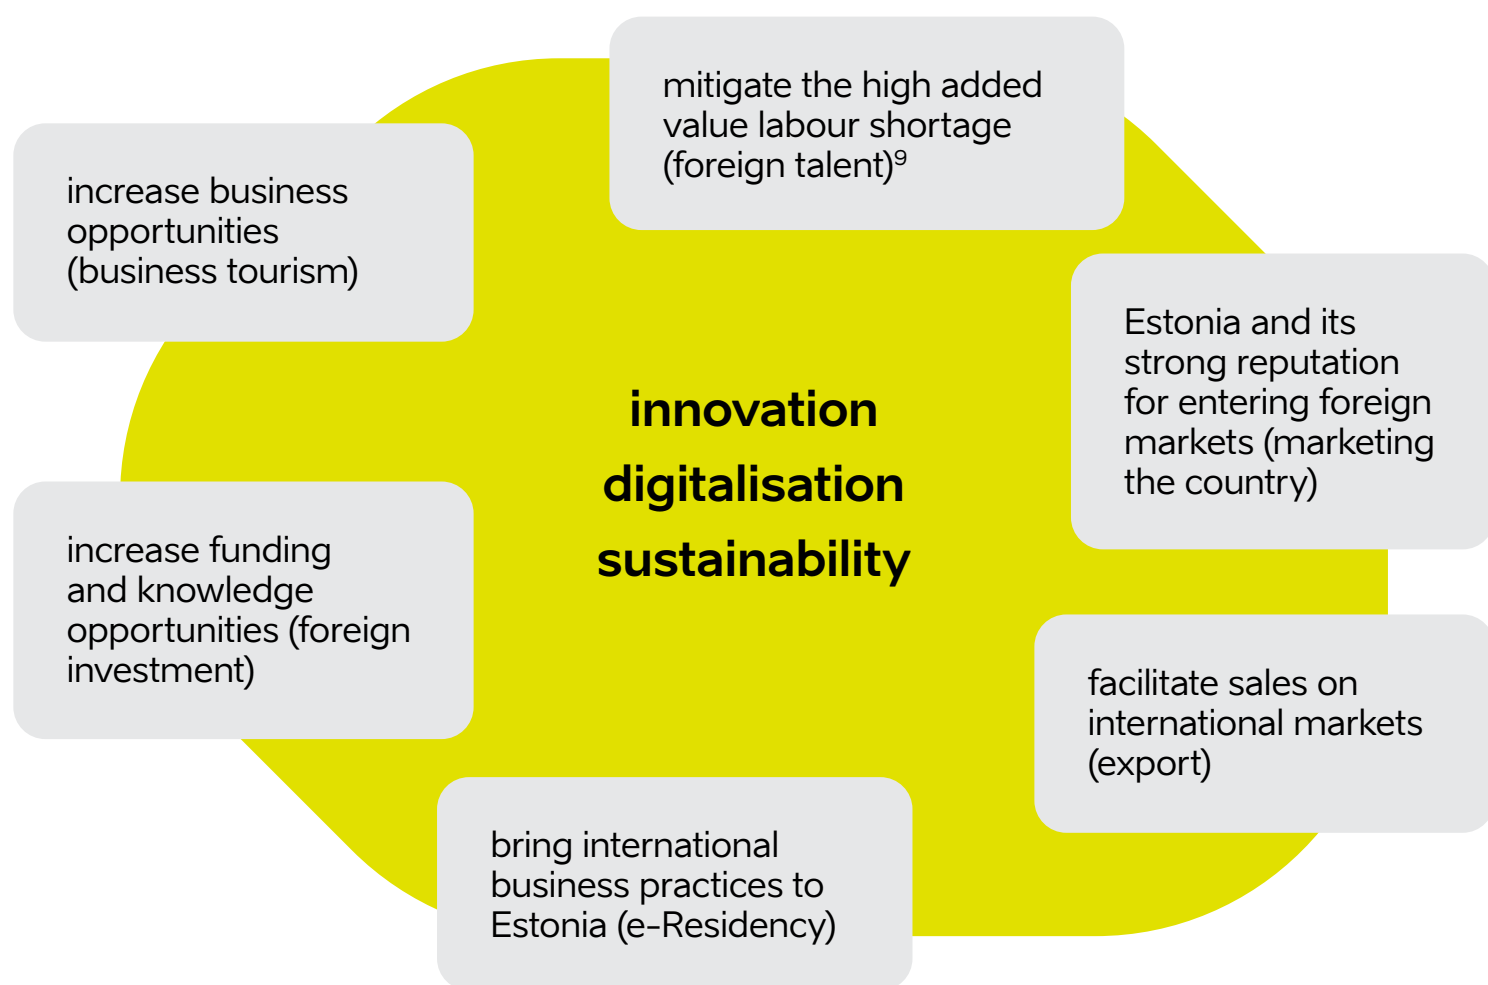 mitigate the high added
value labour shortage
(foreign talent)⁹
increase business
opportunities
(business tourism)
Estonia and its
strong reputation
for entering foreign
markets (marketing
the country)
innovation
digitalisation
sustainability
increase funding
and knowledge
opportunities (foreign
investment)
facilitate sales on
international markets
(export)
bring international
business practices to
Estonia (e-Residency)